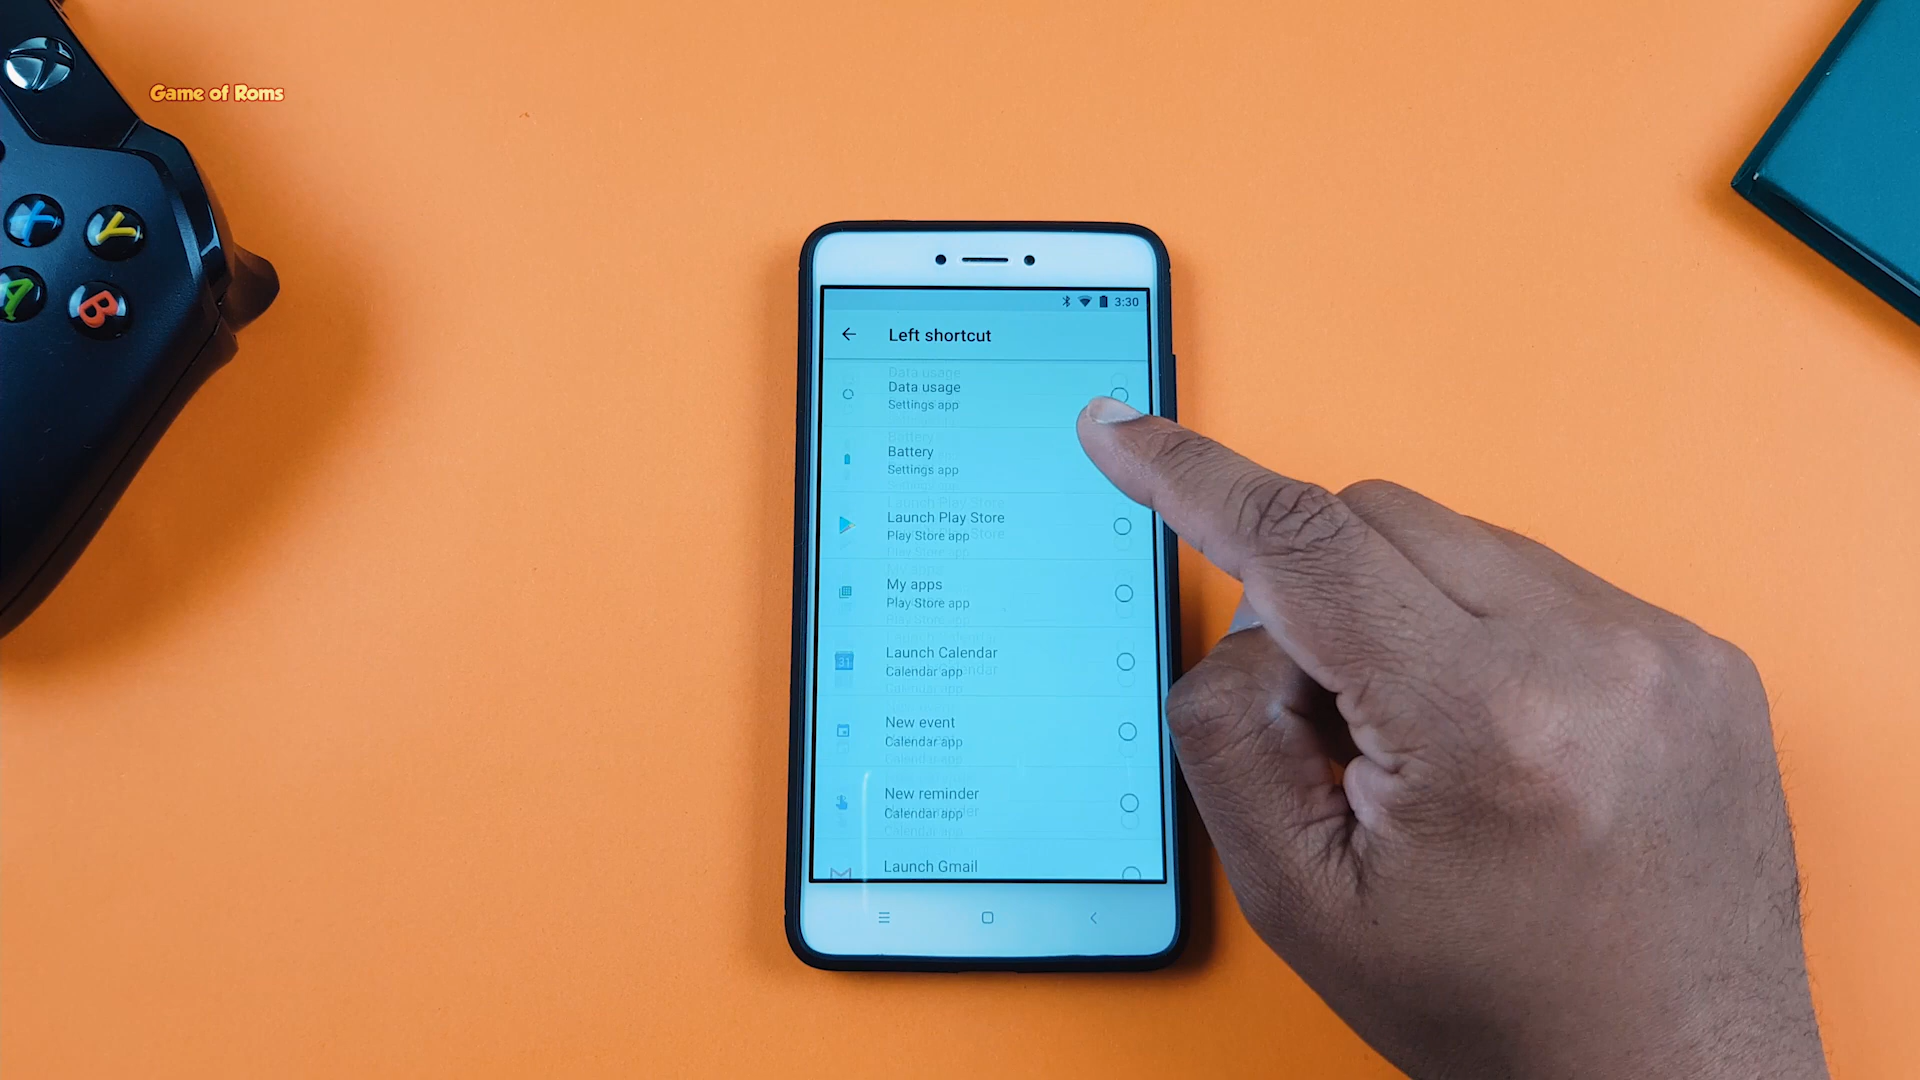 Game of Roms
X
Y
A
B
3:30
Left shortcut
Data usage
Settings app
Battery
Settings app
Launch Play Store
Play Store app
My apps
Play Store app
31
Launch Calendar
Calendar app
New event
Calendar app
New reminder
Calendar app
Launch Gmail